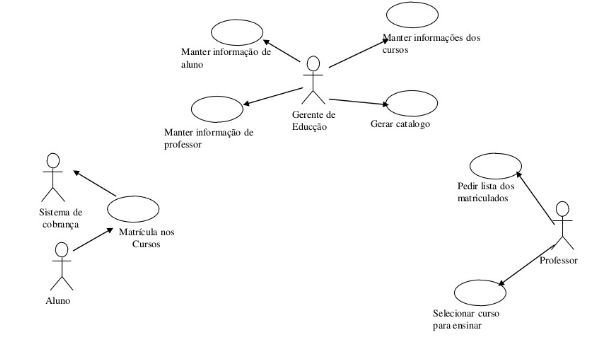 Manter informação de
aluno
Manter informações dos
cursos
Manter informação de
professor
Gerente de
Educção
Gerar catalogo
Sistema de
cobrança
Matrícula nos
Cursos
Aluno
Pedir lista dos
matriculados
Professor
Selecionar curso
para ensinar